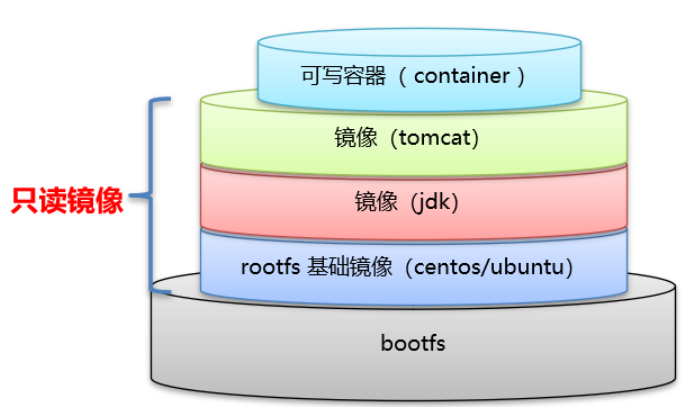 可写容器（container）
镜像（tomcat）
镜像（jdk）
只读镜像
rootfs 基础镜像（centos/ubuntu）
bootfs